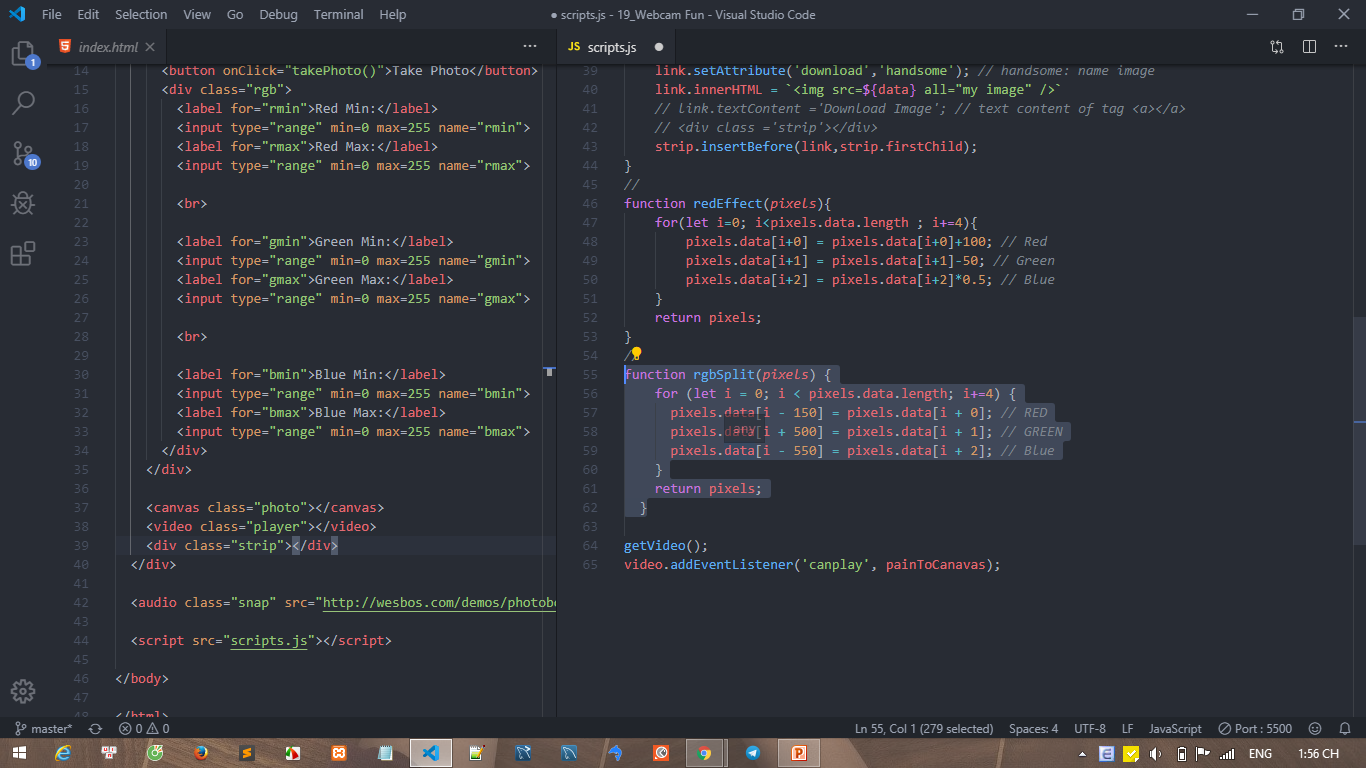 File Edit Selection View Go Debug Terminal Help
● scripts.js - 19_Webcam Fun - Visual Studio Code
index.html
JS scripts.js
1
10
14 <button onClick="takePhoto()">Take Photo</button>
15 <div class="rgb">
16 <label for="rmin">Red Min:</label>
17 <input type="range" min=0 max=255 name="rmin">
18 <label for="rmax">Red Max:</label>
19 <input type="range" min=0 max=255 name="rmax">
20
21 <br>
22
23 <label for="gmin">Green Min:</label>
24 <input type="range" min=0 max=255 name="gmin">
25 <label for="gmax">Green Max:</label>
26 <input type="range" min=0 max=255 name="gmax">
27
28 <br>
29
30 <label for="bmin">Blue Min:</label>
31 <input type="range" min=0 max=255 name="bmin">
32 <label for="bmax">Blue Max:</label>
33 <input type="range" min=0 max=255 name="bmax">
34 </div>
35 </div>
36
37 <canvas class="photo"></canvas>
38 <video class="player"></video>
39 <div class="strip"></div>
40 </div>
41
42 <audio class="snap" src="http://wesbos.com/demos/photobo
43
44 <script src="scripts.js"></script>
45
46 </body>
47
48 </html>
39 link.setAttribute('download','handsome'); // handsome: name image
40 link.innerHTML = `<img src=${data} all="my image" />`
41 // link.textContent ='Download Image'; // text content of tag <a></a>
42 // <div class ='strip'></div>
43 strip.insertBefore(link,strip.firstChild);
44 }
45 //
46 function redEffect(pixels){
47 for(let i=0; i<pixels.data.length ; i+=4){
48 pixels.data[i+0] = pixels.data[i+0]+100; // Red
49 pixels.data[i+1] = pixels.data[i+1]-50; // Green
50 pixels.data[i+2] = pixels.data[i+2]*0.5; // Blue
51 }
52 return pixels;
53 }
54 //
55 function rgbSplit(pixels) {
56 for (let i = 0; i < pixels.data.length; i+=4) {
57 pixels.data[i - 150] = pixels.data[i + 0]; // RED
58 pixels.data[i + 500] = pixels.data[i + 1]; // GREEN
any
59 pixels.data[i - 550] = pixels.data[i + 2]; // Blue
60 }
61 return pixels;
62 }
63
64 getVideo();
65 video.addEventListener('canplay', painToCanavas);
master* 0 0
Ln 55, Col 1 (279 selected) Spaces: 4 UTF-8 LF JavaScript Port : 5500
ENG 1:56 CH